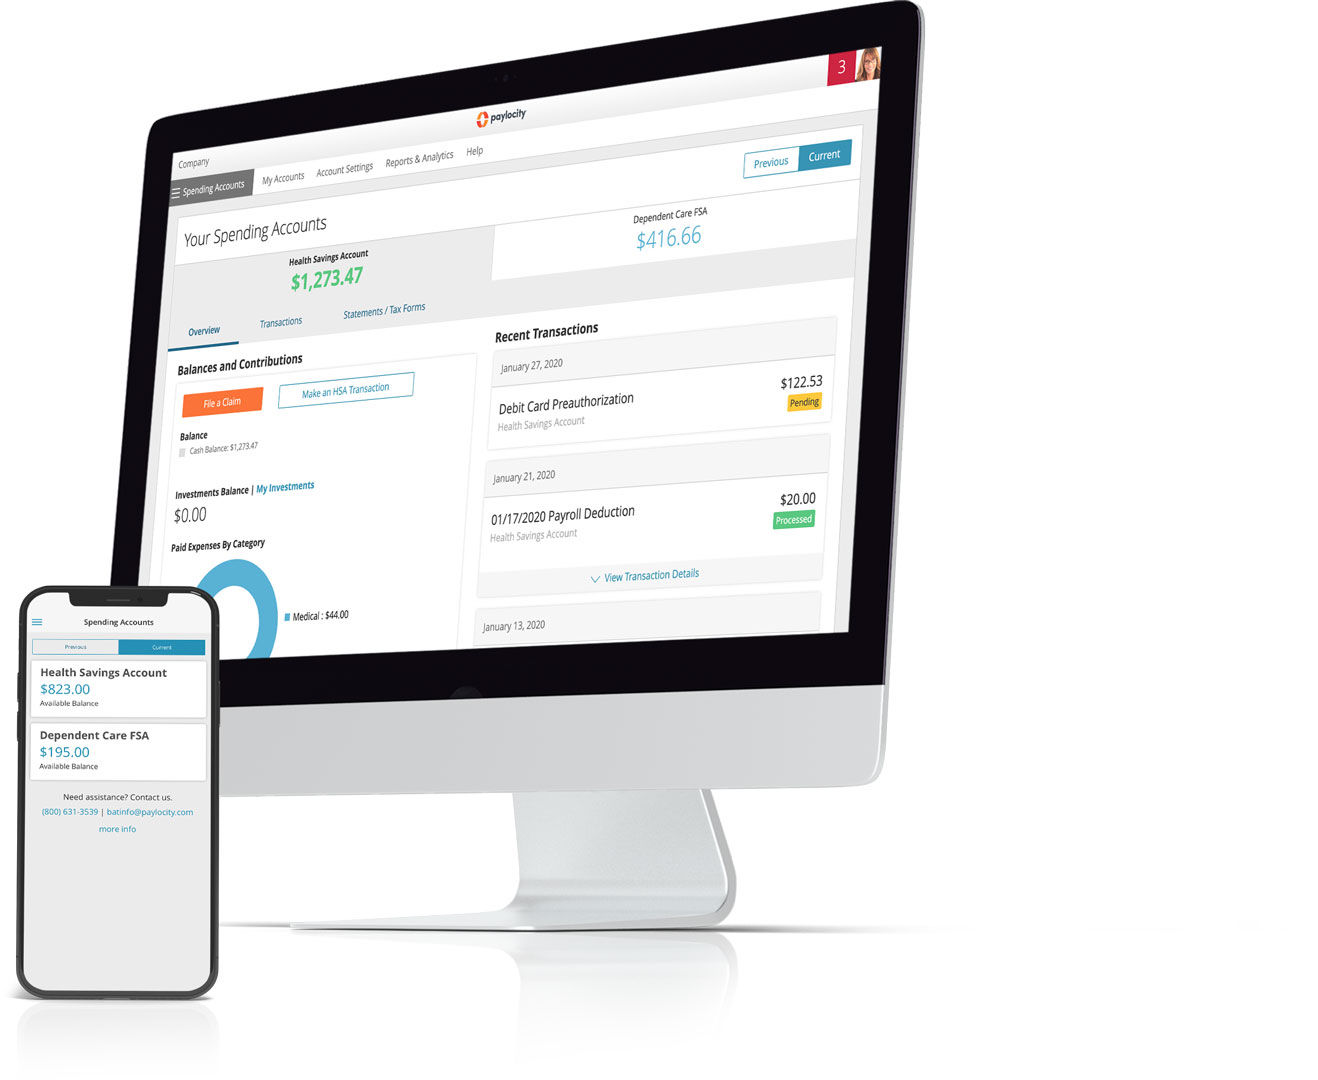 3
paylocity
Company
Spending Accounts
My Accounts
Account Settings
Reports & Analytics
Help
Previous
Current
Your Spending Accounts
Health Savings Account
$1,273.47
Dependent Care FSA
$416.66
Overview
Transactions
Statements / Tax Forms
Balances and Contributions
File a Claim
Make an HSA Transaction
Balance
Cash Balance: $1,273.47
Investments Balance | My Investments
$0.00
Paid Expenses By Category
Medical : $44.00
Recent Transactions
January 27, 2020
Debit Card Preauthorization
$122.53
Health Savings Account
Pending
January 21, 2020
01/17/2020 Payroll Deduction
$20.00
Health Savings Account
Processed
View Transaction Details
January 13, 2020
Spending Accounts
Previous
Current
Health Savings Account
$823.00
Available Balance
Dependent Care FSA
$195.00
Available Balance
Need assistance? Contact us.
(800) 631-3539 | batinfo@paylocity.com
more info